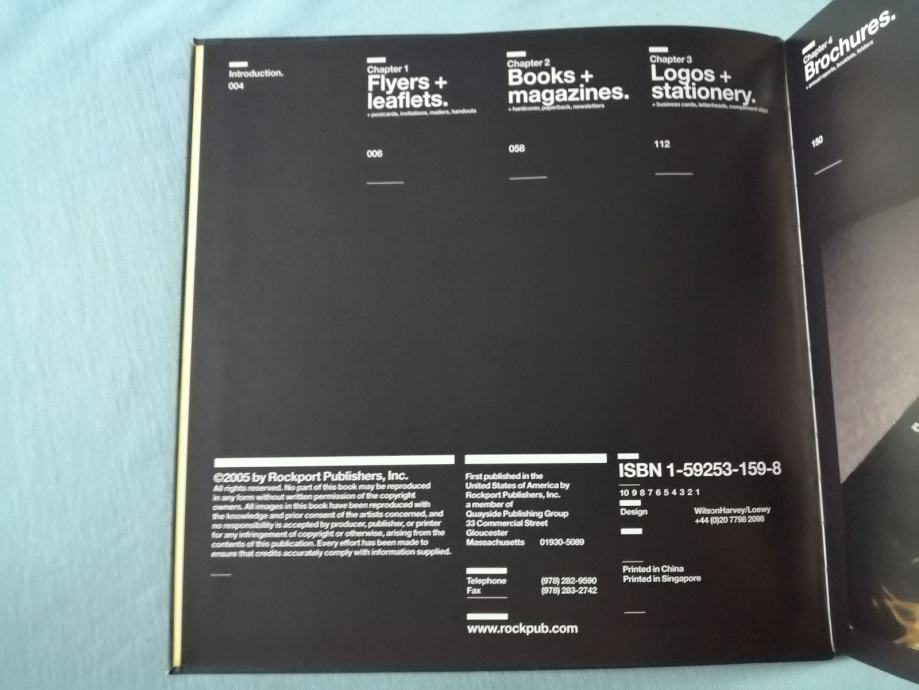 Introduction.
004
Chapter 1
Flyers +
leaflets.
+ postcards, invitations, mailers, handouts
006
Chapter 2
Books +
magazines.
+ hardcover, paperback, newsletters
058
Chapter 3
Logos +
stationery.
+ business cards, letterheads, compliment slips
112
Chapter 4
Brochures.
+ annual reports, booklets, folders
150
©2005 by Rockport Publishers, Inc.
All rights reserved. No part of this book may be reproduced
in any form without written permission of the copyright
owners. All images in this book have been reproduced with
the knowledge and prior consent of the artists concerned, and
no responsibility is accepted by producer, publisher, or printer
for any infringement of copyright or otherwise, arising from the
contents of this publication. Every effort has been made to
ensure that credits accurately comply with information supplied.
First published in the
United States of America by
Rockport Publishers, Inc.
a member of
Quayside Publishing Group
33 Commercial Street
Gloucester
Massachusetts 01930-5089
Telephone (978) 282-9590
Fax (978) 283-2742
www.rockpub.com
ISBN 1-59253-159-8
10 9 8 7 6 5 4 3 2 1
Design WilsonHarvey/Loewy
+44 (0)20 7798 2098
Printed in China
Printed in Singapore